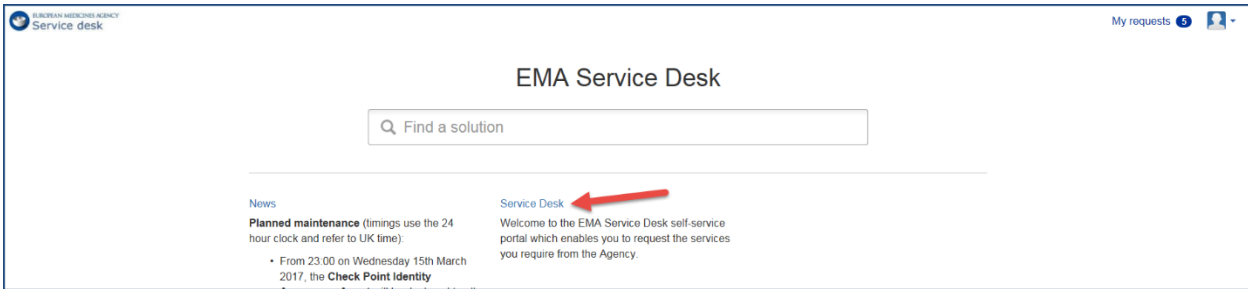 EUROPEAN MEDICINES AGENCY
Service desk
My requests 5
EMA Service Desk
Find a solution
News
Planned maintenance (timings use the 24
hour clock and refer to UK time):
• From 23:00 on Wednesday 15th March
2017, the Check Point Identity
Service Desk
Welcome to the EMA Service Desk self-service
portal which enables you to request the services
you require from the Agency.